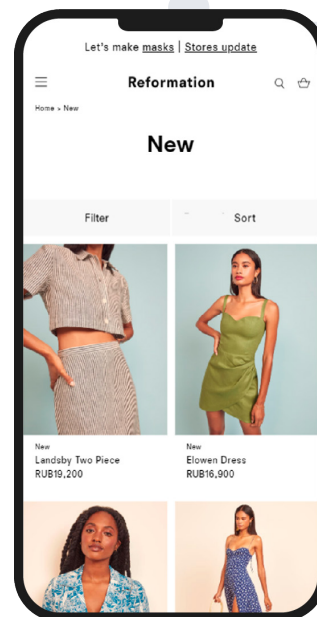 Let's make masks | Stores update
Reformation
Home > New
New
Filter
Sort
New
Landsby Two Piece
RUB19,200
New
Elowen Dress
RUB16,900